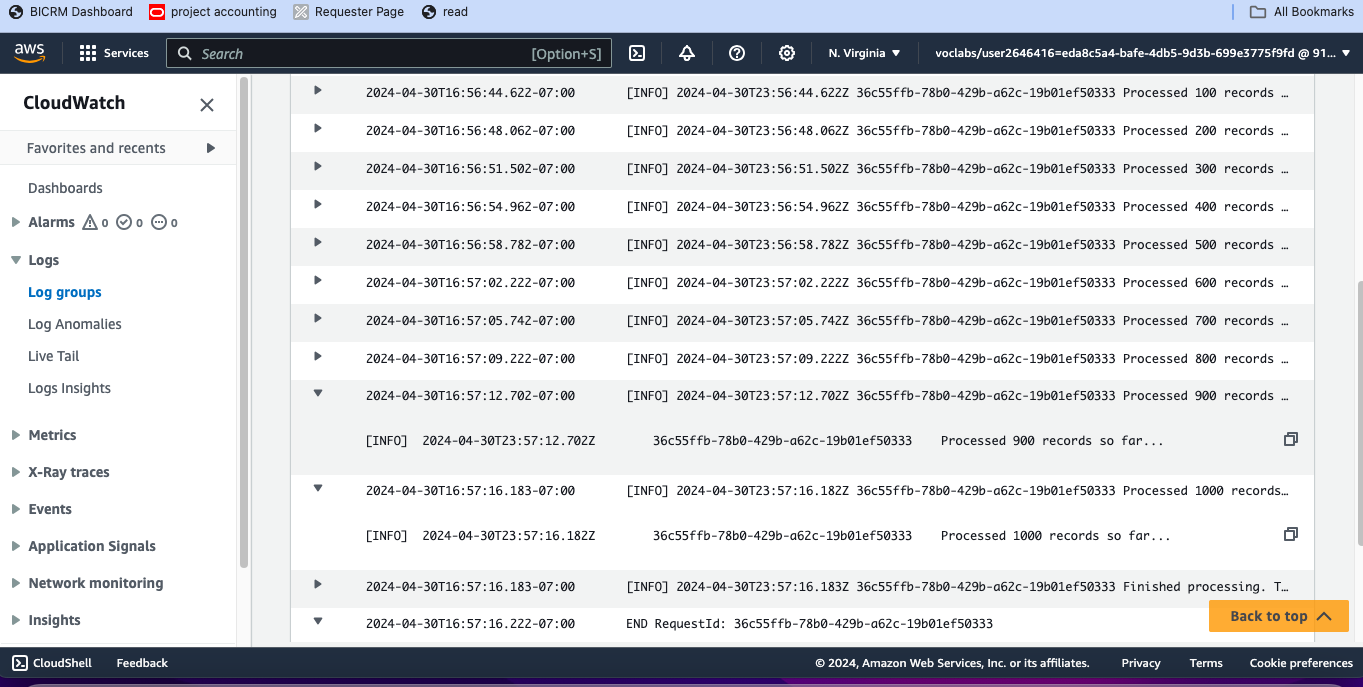 BICRM Dashboard project accounting Requester Page read All Bookmarks
aws Services Search [Option+S] N. Virginia voclabs/user2646416=eda8c5a4-bafe-4db5-9d3b-699e3775f9fd @ 91...
CloudWatch
Favorites and recents
Dashboards
Alarms 0 0 0
Logs
Log groups
Log Anomalies
Live Tail
Logs Insights
Metrics
X-Ray traces
Events
Application Signals
Network monitoring
Insights
2024-04-30T16:56:44.622-07:00 [INFO] 2024-04-30T23:56:44.622Z 36c55ffb-78b0-429b-a62c-19b01ef50333 Processed 100 records …
2024-04-30T16:56:48.062-07:00 [INFO] 2024-04-30T23:56:48.062Z 36c55ffb-78b0-429b-a62c-19b01ef50333 Processed 200 records …
2024-04-30T16:56:51.502-07:00 [INFO] 2024-04-30T23:56:51.502Z 36c55ffb-78b0-429b-a62c-19b01ef50333 Processed 300 records …
2024-04-30T16:56:54.962-07:00 [INFO] 2024-04-30T23:56:54.962Z 36c55ffb-78b0-429b-a62c-19b01ef50333 Processed 400 records …
2024-04-30T16:56:58.782-07:00 [INFO] 2024-04-30T23:56:58.782Z 36c55ffb-78b0-429b-a62c-19b01ef50333 Processed 500 records …
2024-04-30T16:57:02.222-07:00 [INFO] 2024-04-30T23:57:02.222Z 36c55ffb-78b0-429b-a62c-19b01ef50333 Processed 600 records …
2024-04-30T16:57:05.742-07:00 [INFO] 2024-04-30T23:57:05.742Z 36c55ffb-78b0-429b-a62c-19b01ef50333 Processed 700 records …
2024-04-30T16:57:09.222-07:00 [INFO] 2024-04-30T23:57:09.222Z 36c55ffb-78b0-429b-a62c-19b01ef50333 Processed 800 records …
2024-04-30T16:57:12.702-07:00 [INFO] 2024-04-30T23:57:12.702Z 36c55ffb-78b0-429b-a62c-19b01ef50333 Processed 900 records …
[INFO] 2024-04-30T23:57:12.702Z 36c55ffb-78b0-429b-a62c-19b01ef50333 Processed 900 records so far...
2024-04-30T16:57:16.183-07:00 [INFO] 2024-04-30T23:57:16.182Z 36c55ffb-78b0-429b-a62c-19b01ef50333 Processed 1000 records…
[INFO] 2024-04-30T23:57:16.182Z 36c55ffb-78b0-429b-a62c-19b01ef50333 Processed 1000 records so far...
2024-04-30T16:57:16.183-07:00 [INFO] 2024-04-30T23:57:16.183Z 36c55ffb-78b0-429b-a62c-19b01ef50333 Finished processing. T…
2024-04-30T16:57:16.222-07:00 END RequestId: 36c55ffb-78b0-429b-a62c-19b01ef50333
Back to top
CloudShell Feedback © 2024, Amazon Web Services, Inc. or its affiliates. Privacy Terms Cookie preferences